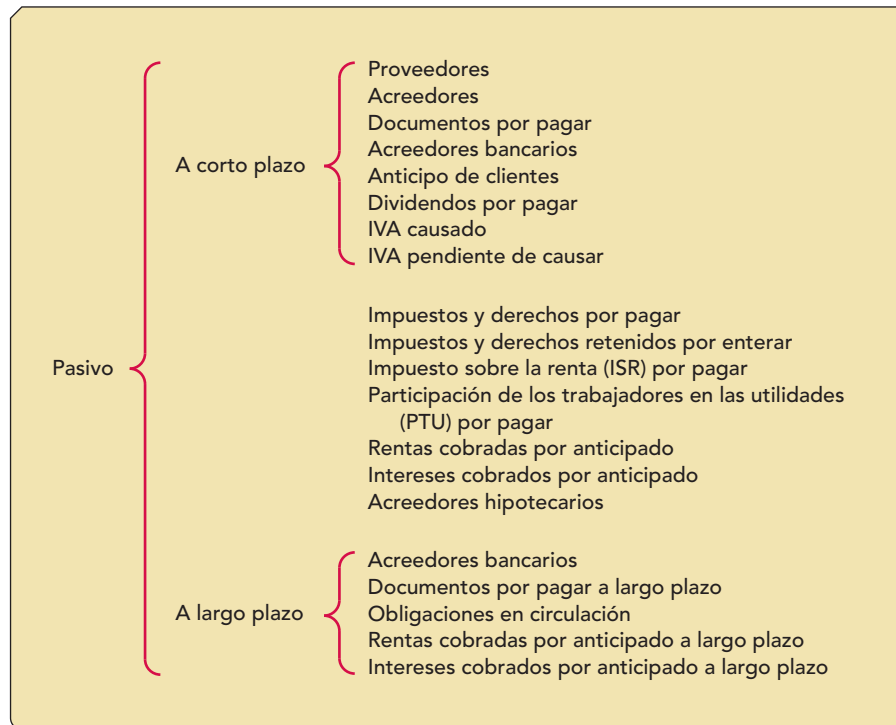 Proveedores
Acreedores
Documentos por pagar
Acreedores bancarios
A corto plazo
Anticipo de clientes
Dividendos por pagar
IVA causado
IVA pendiente de causar
Impuestos y derechos por pagar
Impuestos y derechos retenidos por enterar
Pasivo
Impuesto sobre la renta (ISR) por pagar
Participación de los trabajadores en las utilidades
(PTU) por pagar
Rentas cobradas por anticipado
Intereses cobrados por anticipado
Acreedores hipotecarios
Acreedores bancarios
Documentos por pagar a largo plazo
A largo plazo
Obligaciones en circulación
Rentas cobradas por anticipado a largo plazo
Intereses cobrados por anticipado a largo plazo